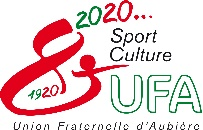 2020...
Sport
Culture
1920
UFA
Union Fraternelle d'Aubière